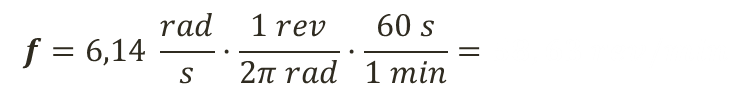 f = 6,14 rad/s · 1 rev/2π rad · 60 s/1 min =